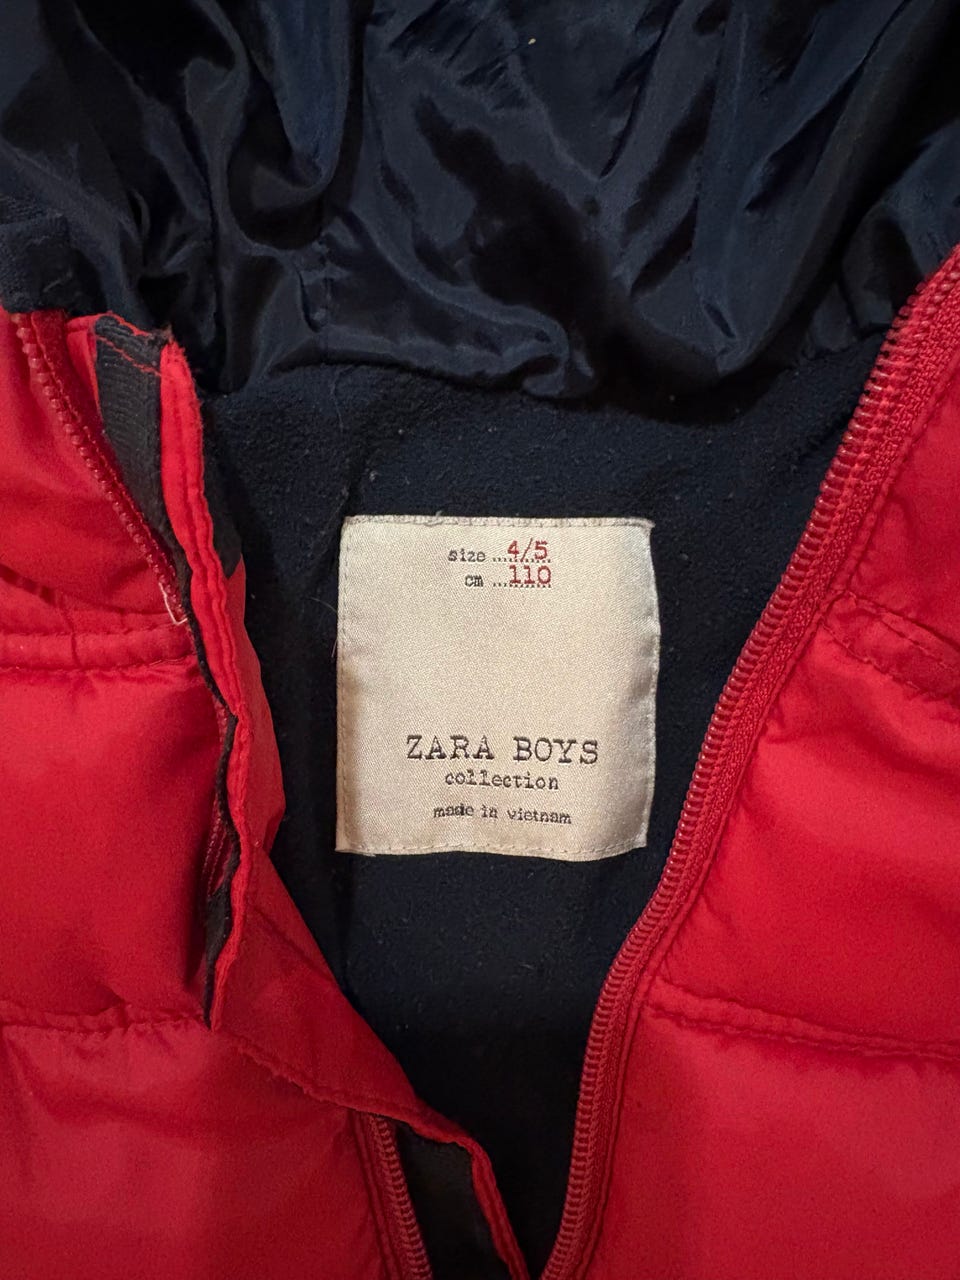 size ...4/5
cm ...110
ZARA BOYS
collection
made in vietnam